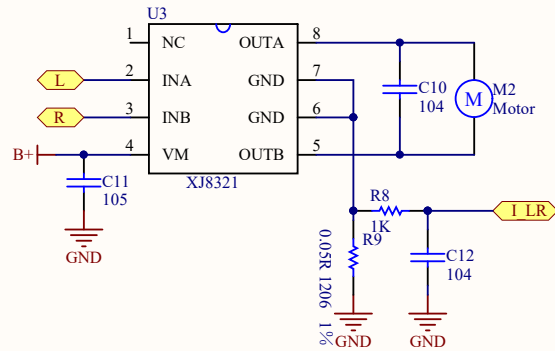 U3
1 NC OUTA 8
L 2 INA GND 7
R 3 INB GND 6
B+ 4 VM OUTB 5
XJ8321
C10
104
M
M2
Motor
C11
105
GND
R8
1K
I_LR
R9
0.05R 1206 1%
C12
104
GND
GND